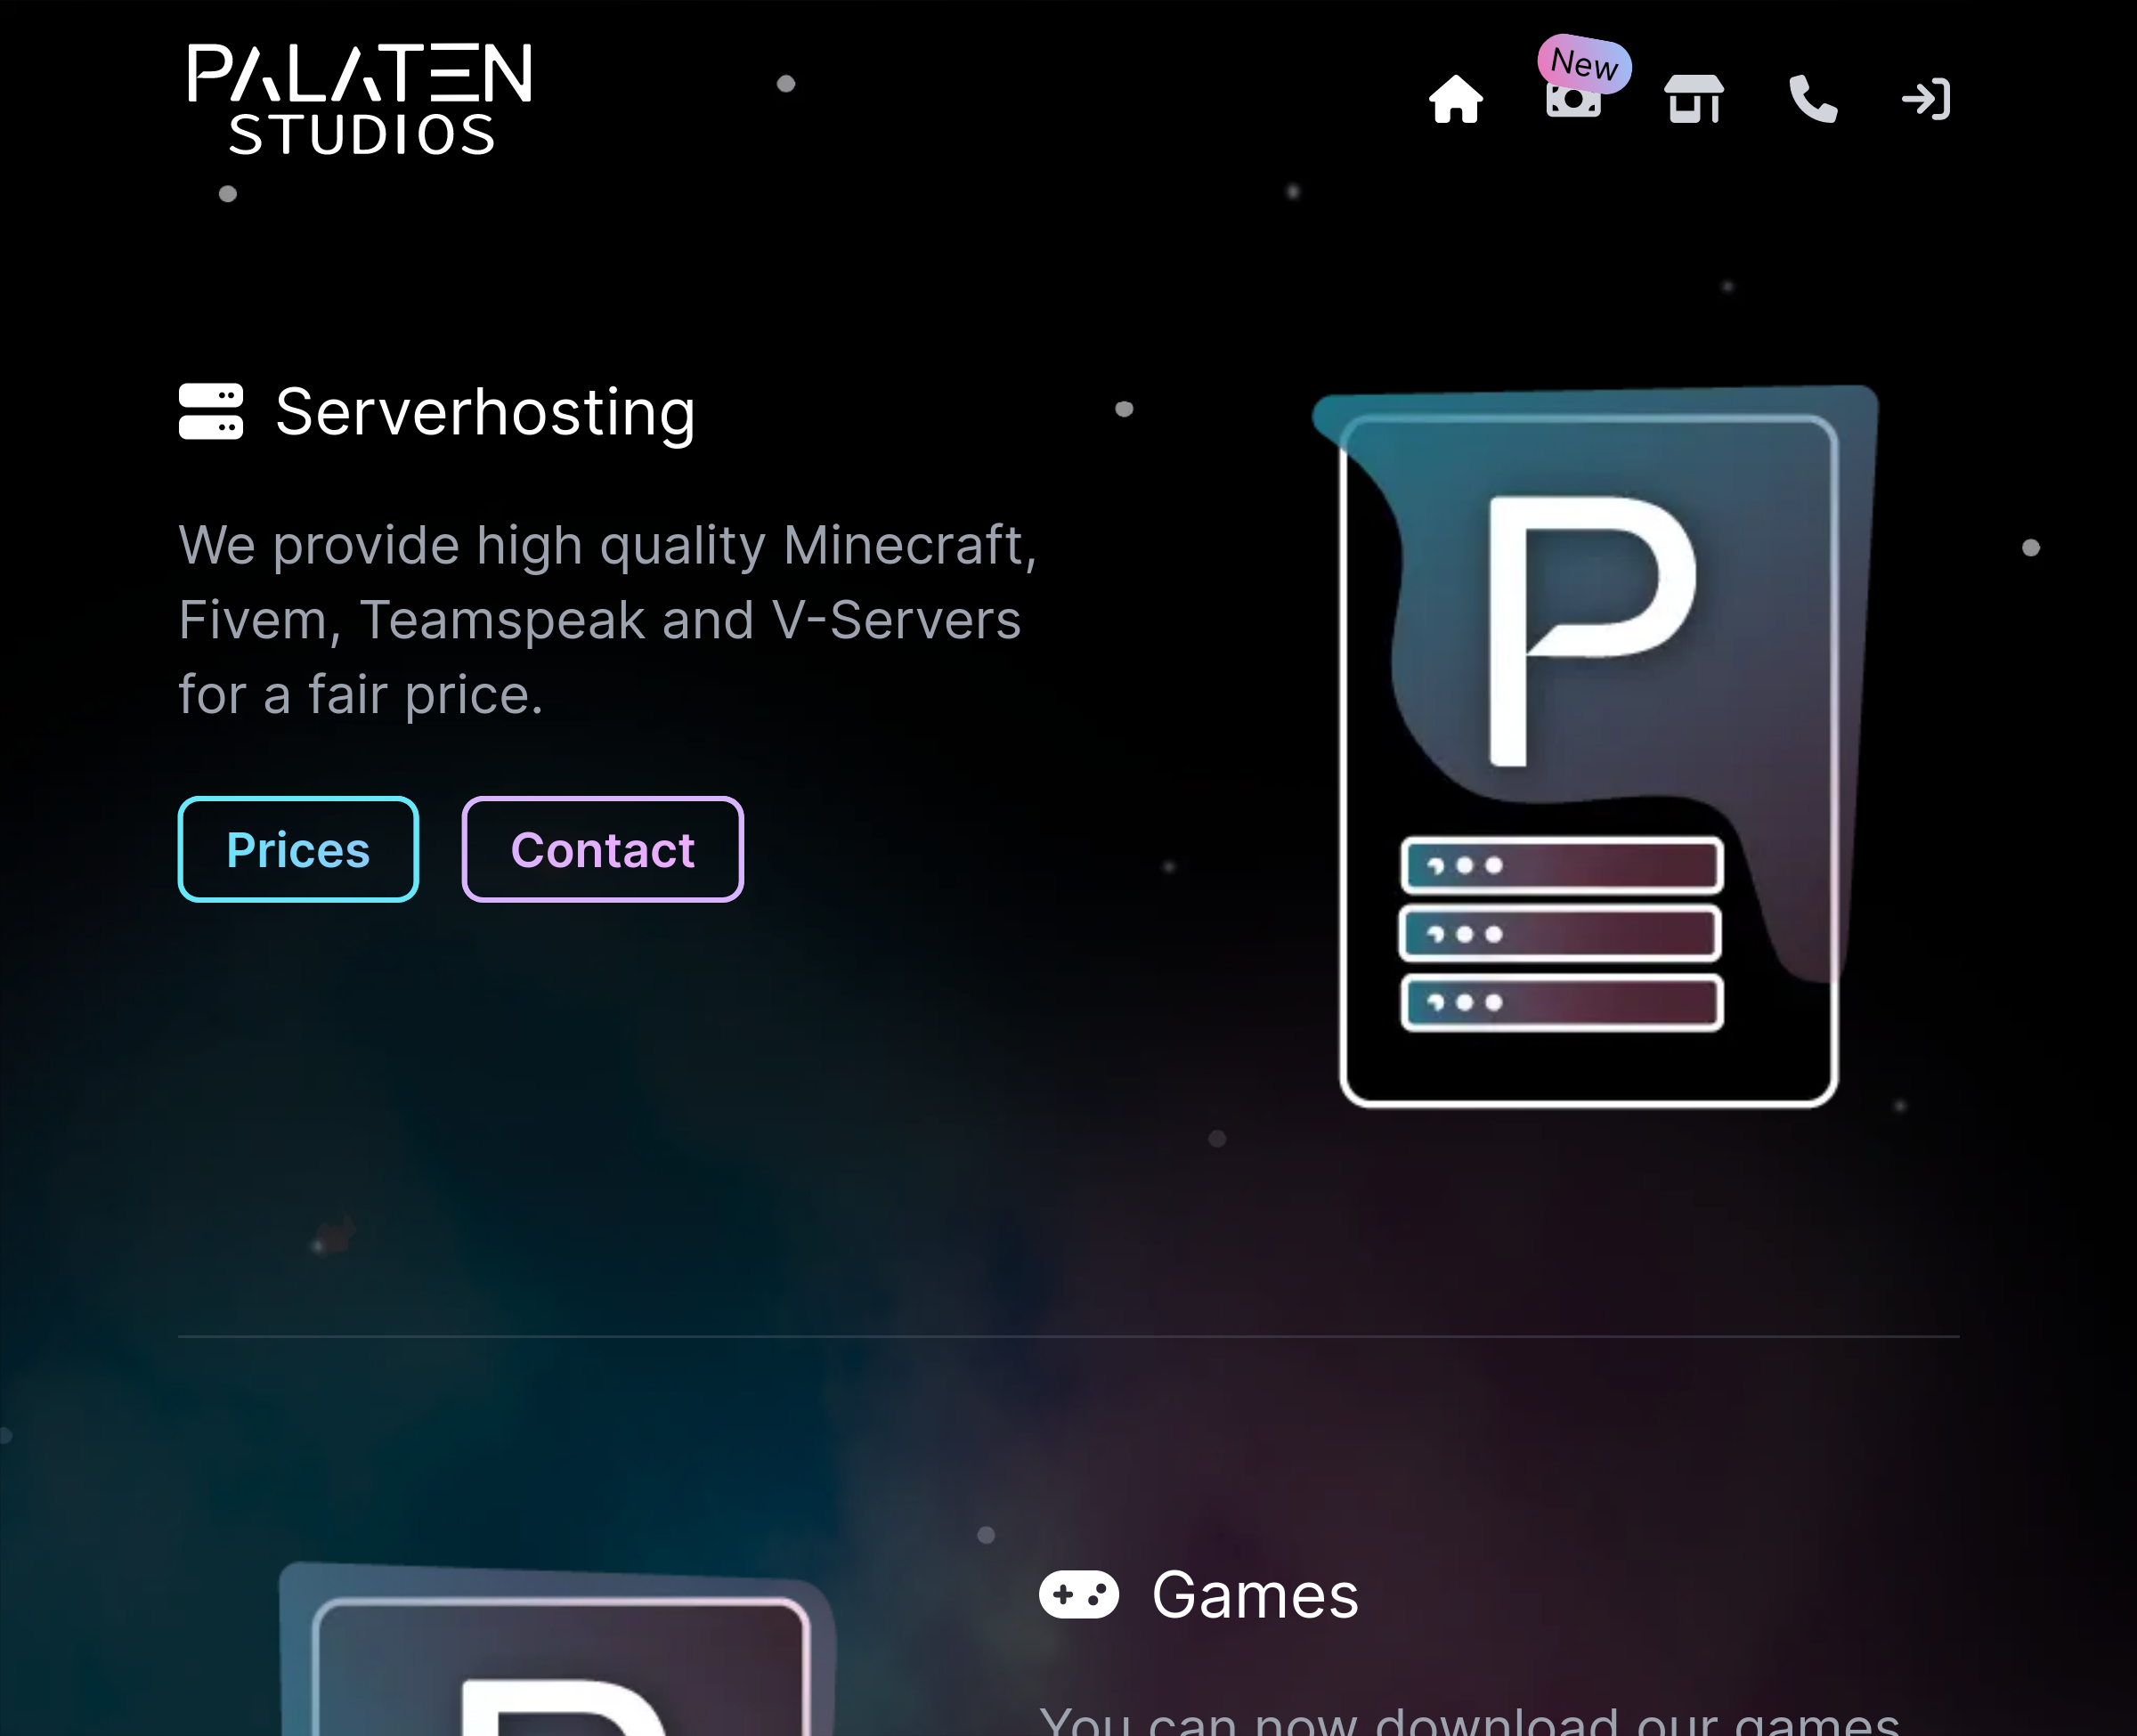 PALATEN
STUDIOS
New
Serverhosting
We provide high quality Minecraft,
Fivem, Teamspeak and V-Servers
for a fair price.
Prices
Contact
P
Games
You can now download our games